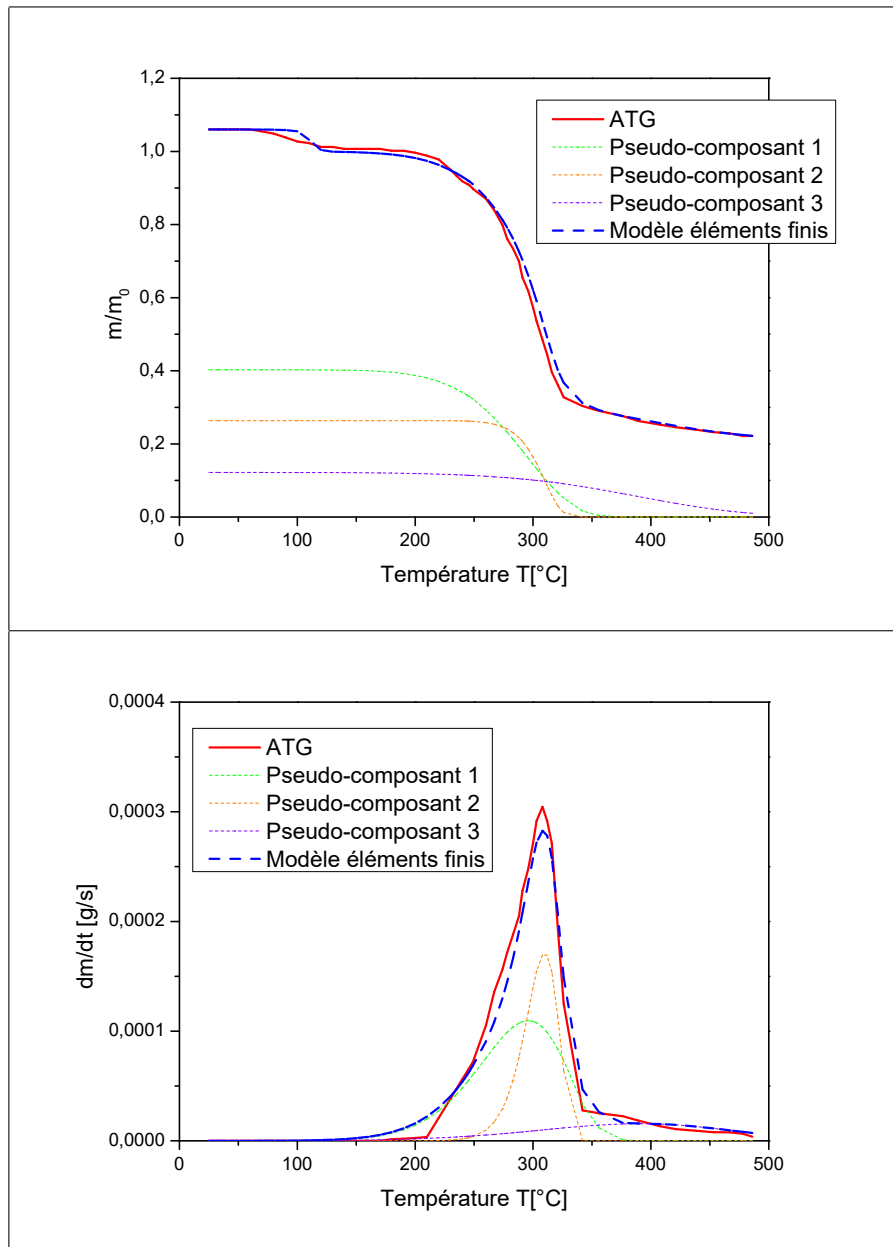 1,2
1,0
0,8
0,6
0,4
0,2
0,0
m/m0
ATG
Pseudo-composant 1
Pseudo-composant 2
Pseudo-composant 3
Modèle éléments finis
0
100
200
300
400
500
Température T[°C]
0,0004
0,0003
0,0002
0,0001
0,0000
dm/dt [g/s]
ATG
Pseudo-composant 1
Pseudo-composant 2
Pseudo-composant 3
Modèle éléments finis
0
100
200
300
400
500
Température T[°C]